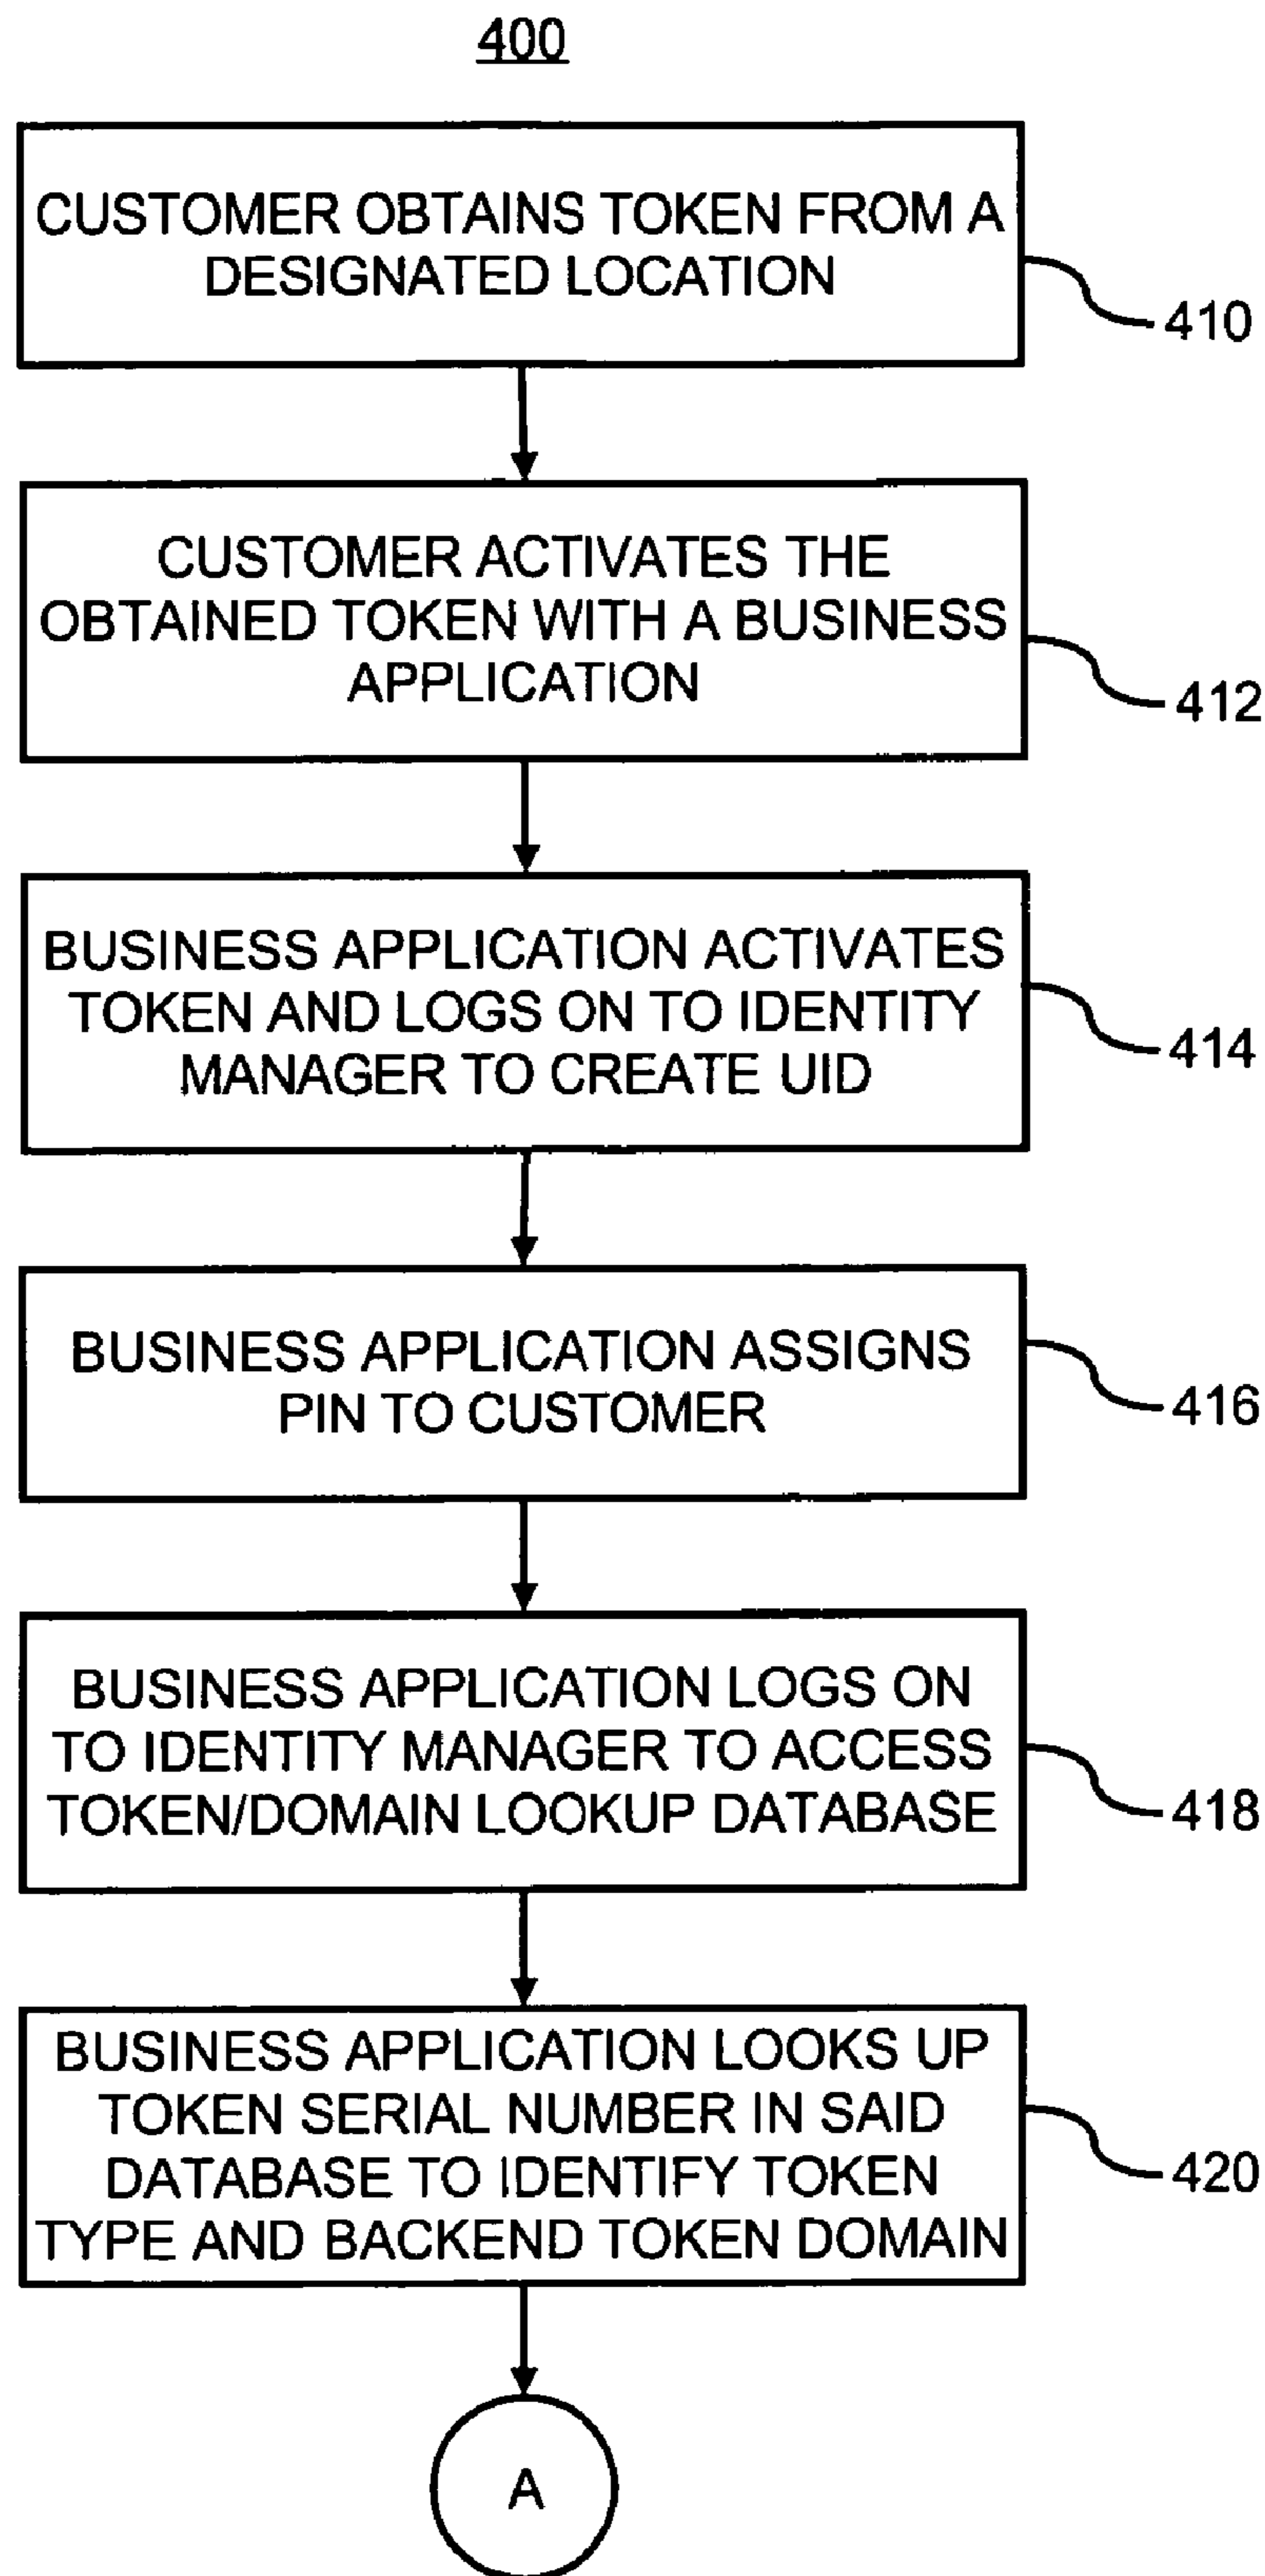 400
CUSTOMER OBTAINS TOKEN FROM A
DESIGNATED LOCATION
410
CUSTOMER ACTIVATES THE
OBTAINED TOKEN WITH A BUSINESS
APPLICATION
412
BUSINESS APPLICATION ACTIVATES
TOKEN AND LOGS ON TO IDENTITY
MANAGER TO CREATE UID
414
BUSINESS APPLICATION ASSIGNS
PIN TO CUSTOMER
416
BUSINESS APPLICATION LOGS ON
TO IDENTITY MANAGER TO ACCESS
TOKEN/DOMAIN LOOKUP DATABASE
418
BUSINESS APPLICATION LOOKS UP
TOKEN SERIAL NUMBER IN SAID
DATABASE TO IDENTIFY TOKEN
TYPE AND BACKEND TOKEN DOMAIN
420
A